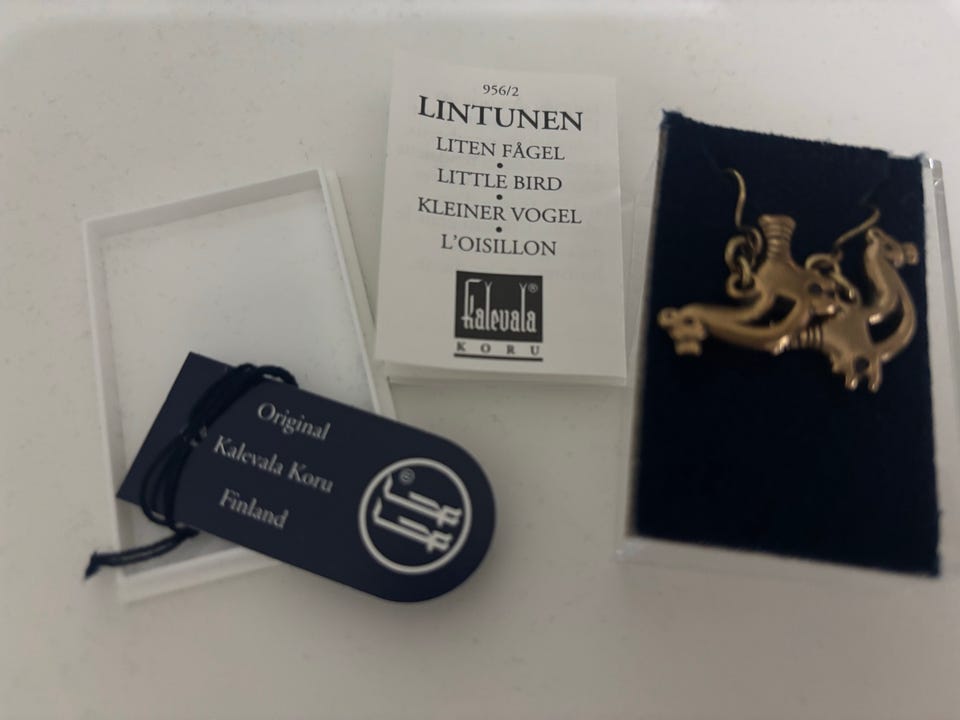 956/2
LINTUNEN
LITEN FÅGEL
•
LITTLE BIRD
•
KLEINER VOGEL
•
L'OISILLON
Kalevala®
KORU
Original
Kalevala Koru
Finland
©